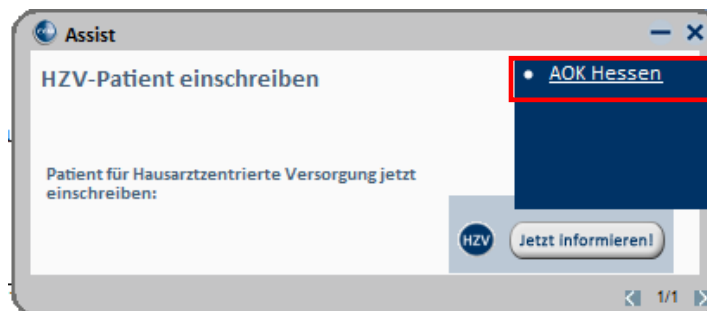 Assist
HZV-Patient einschreiben
AOK Hessen
Patient für Hausarztzentrierte Versorgung jetzt
einschreiben:
HZV
Jetzt informieren!
1/1